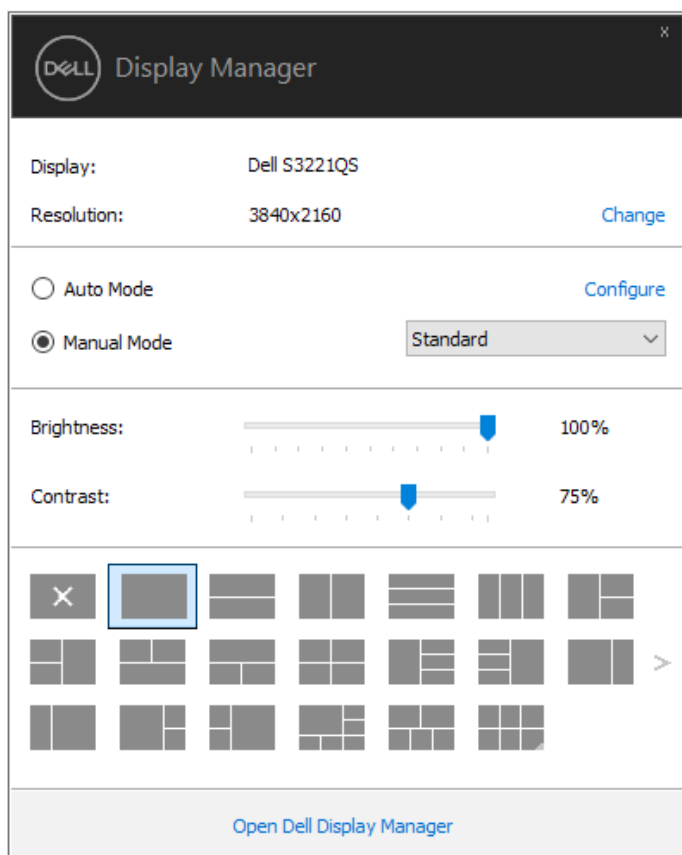 x
DELL Display Manager
Display: Dell S3221QS
Resolution: 3840x2160 Change
Auto Mode Configure
Manual Mode Standard
Brightness: 100%
Contrast: 75%
>
Open Dell Display Manager